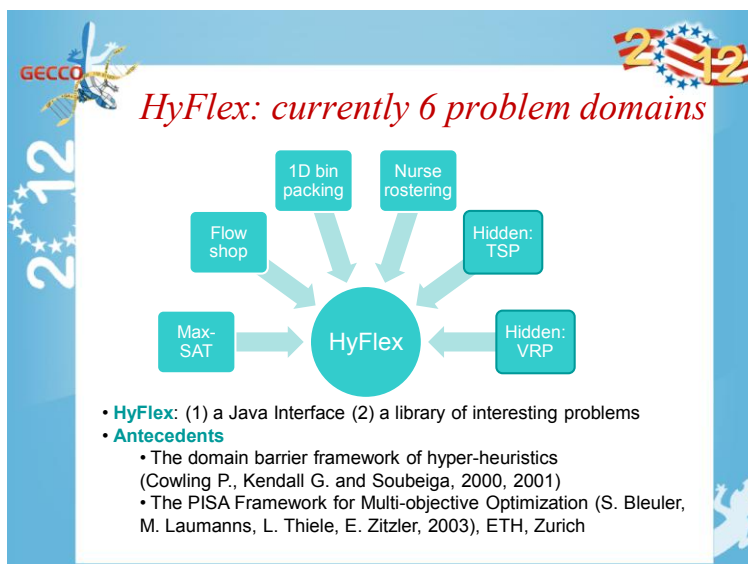 GECCO
2012
2012
HyFlex: currently 6 problem domains
1D bin
packing
Nurse
rostering
Flow
shop
Hidden:
TSP
Max-
SAT
HyFlex
Hidden:
VRP
• HyFlex: (1) a Java Interface (2) a library of interesting problems
• Antecedents
• The domain barrier framework of hyper-heuristics
(Cowling P., Kendall G. and Soubeiga, 2000, 2001)
• The PISA Framework for Multi-objective Optimization (S. Bleuler,
M. Laumanns, L. Thiele, E. Zitzler, 2003), ETH, Zurich